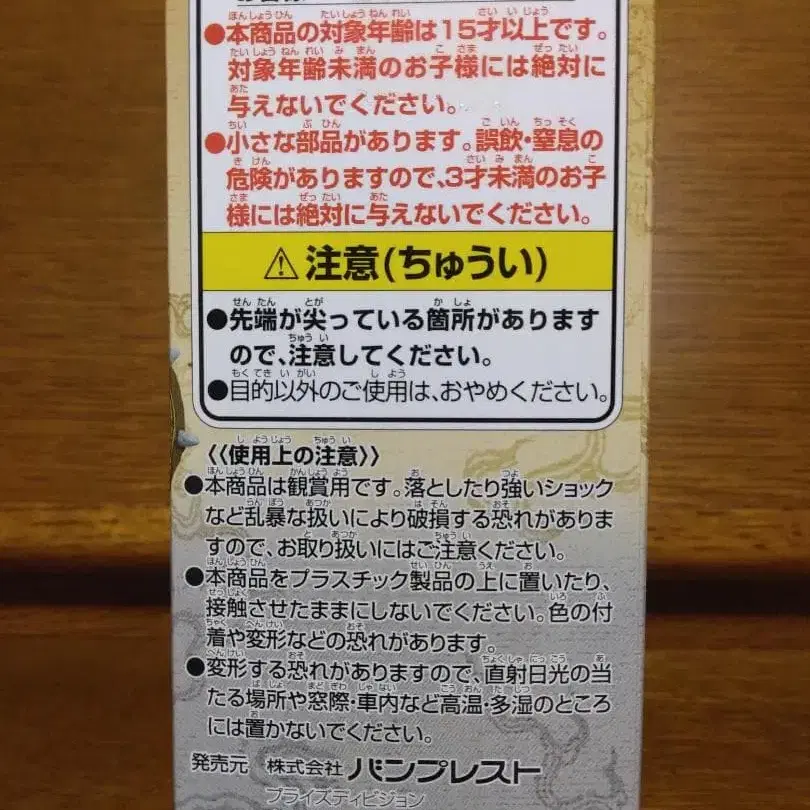 ●本商品の対象年齢は15才以上です。
対象年齢未満のお子様には絶対に
与えないでください。
●小さな部品があります。誤飲・窒息の
危険がありますので、3才未満のお子
様には絶対に与えないでください。
⚠注意(ちゅうい)
●先端が尖っている箇所があります
ので、注意してください。
●目的以外のご使用は、おやめください。
《使用上の注意》
●本商品は観賞用です。落としたり強いショック
など乱暴な扱いにより破損する恐れがありま
すので、お取り扱いにはご注意ください。
●本商品をプラスチック製品の上に置いたり、
接触させたままにしないでください。色の付
着や変形などの恐れがあります。
●変形する恐れがありますので、直射日光の当
たる場所や窓際・車内など高温・多湿のところ
には置かないでください。
発売元 株式会社 バンプレスト
プライズディビジョン